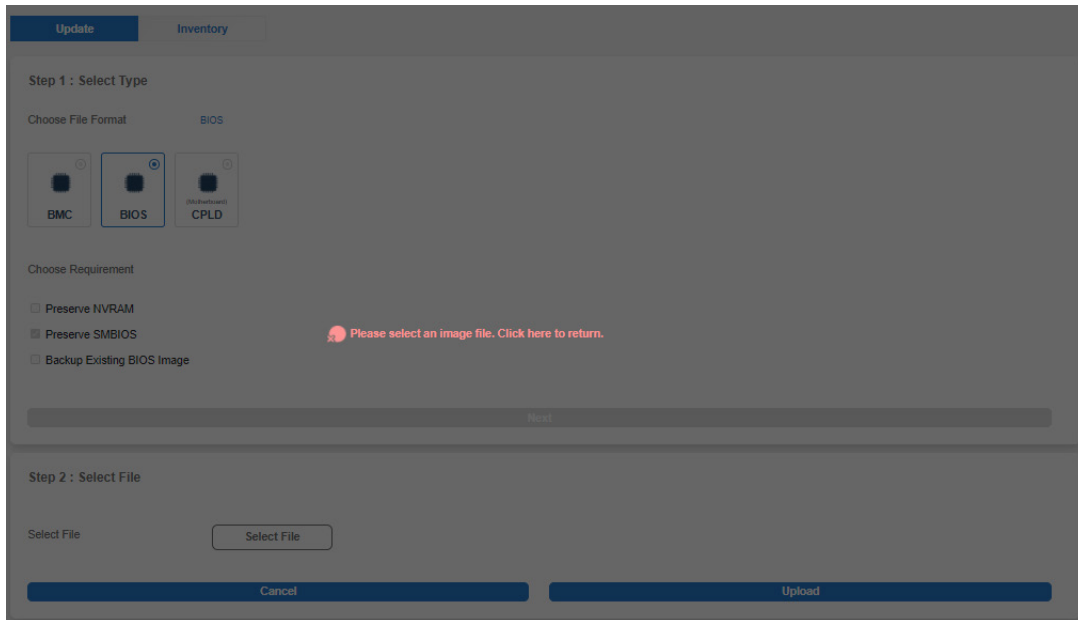 Update Inventory
Step 1 : Select Type
Choose File Format BIOS
(Motherboard)
BMC BIOS CPLD
Choose Requirement
Preserve NVRAM
Preserve SMBIOS
Please select an image file. Click here to return.
Backup Existing BIOS Image
Next
Step 2 : Select File
Select File Select File
Cancel Upload